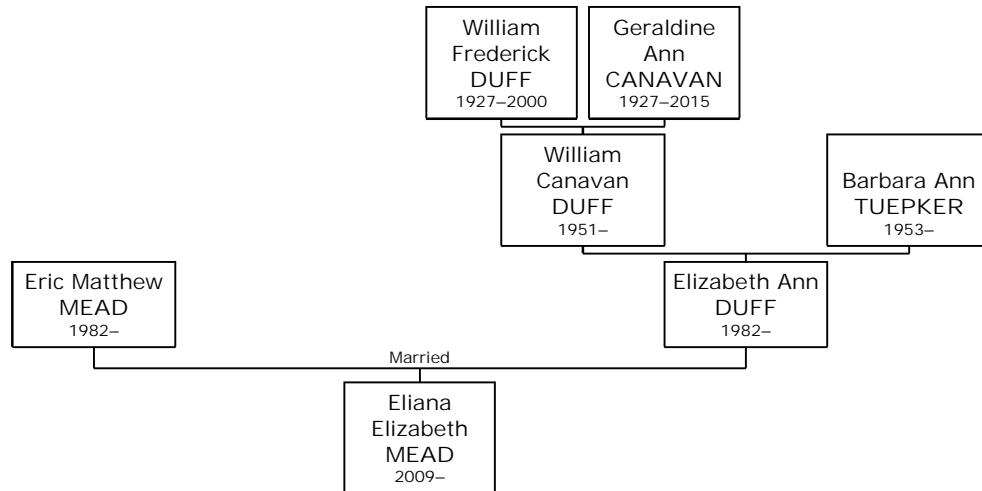 William
Frederick
DUFF
1927–2000
Geraldine
Ann
CANAVAN
1927–2015
William
Canavan
DUFF
1951–
Barbara Ann
TUEPKER
1953–
Eric Matthew
MEAD
1982–
Elizabeth Ann
DUFF
1982–
Married
Eliana
Elizabeth
MEAD
2009–